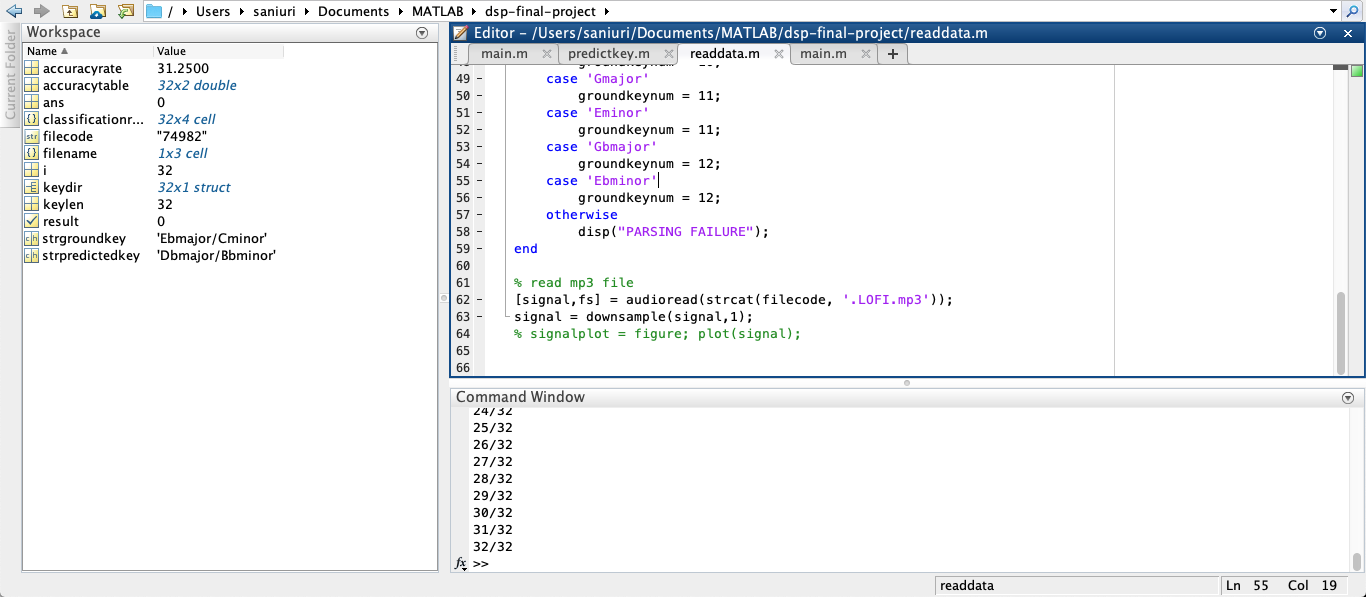 / ▸ Users ▸ saniuri ▸ Documents ▸ MATLAB ▸ dsp-final-project ▸
Current Folder
Workspace
Name ▲ Value
accuracyrate 31.2500
accuracytable 32x2 double
ans 0
classificationr... 32x4 cell
filecode "74982"
filename 1x3 cell
i 32
keydir 32x1 struct
keylen 32
result 0
strgroundkey 'Ebmajor/Cminor'
strpredictedkey 'Dbmajor/Bbminor'
Editor - /Users/saniuri/Documents/MATLAB/dsp-final-project/readdata.m
main.m × predictkey.m × readdata.m × main.m × +
49 - case 'Gmajor'
50 - groundkeynum = 11;
51 - case 'Eminor'
52 - groundkeynum = 11;
53 - case 'Gbmajor'
54 - groundkeynum = 12;
55 - case 'Ebminor'
56 - groundkeynum = 12;
57 - otherwise
58 - disp("PARSING FAILURE");
59 - end
60
61 % read mp3 file
62 - [signal,fs] = audioread(strcat(filecode, '.LOFI.mp3'));
63 - signal = downsample(signal,1);
64 % signalplot = figure; plot(signal);
65
66
Command Window
24/32
25/32
26/32
27/32
28/32
29/32
30/32
31/32
32/32
fx >>
readdata Ln 55 Col 19